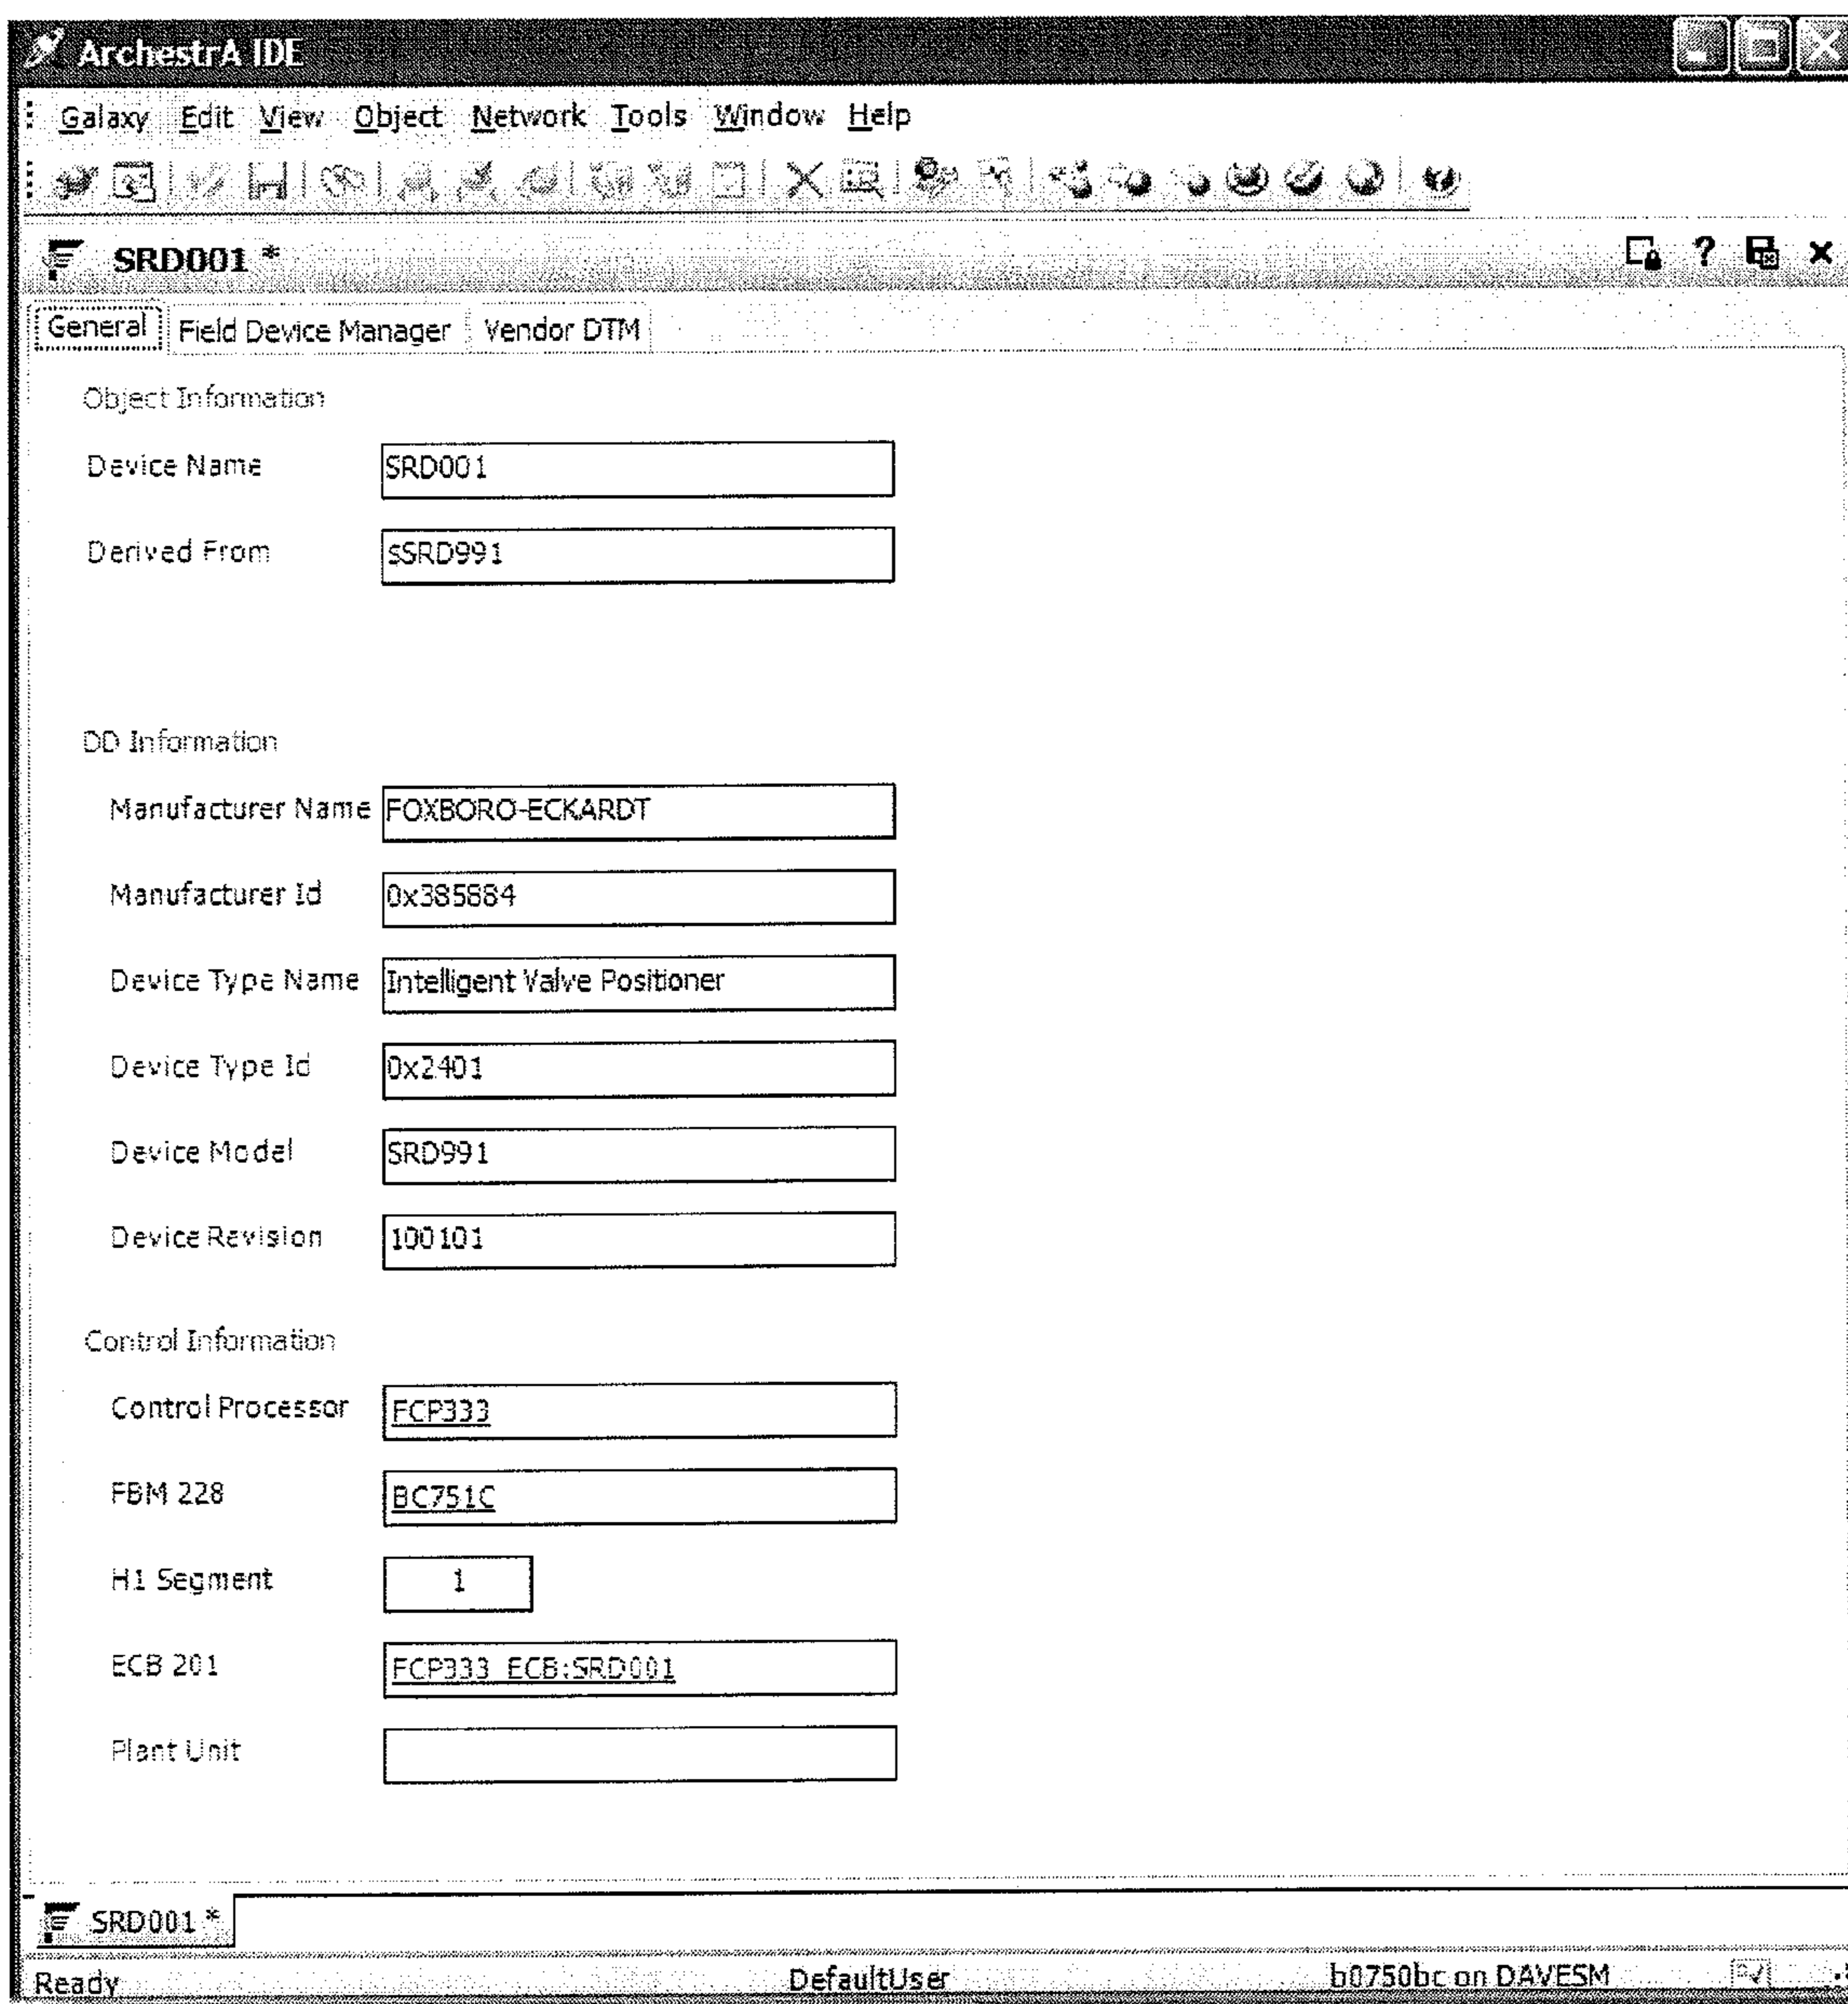 ArchestrA IDE
Galaxy Edit View Object Network Tools Window Help
SRD001 *
General Field Device Manager Vendor DTM
Object Information
Device Name SRD001
Derived From $SRD991
DD Information
Manufacturer Name FOXBORO-ECKARDT
Manufacturer Id 0x385884
Device Type Name Intelligent Valve Positioner
Device Type Id 0x2401
Device Model SRD991
Device Revision 100101
Control Information
Control Processor FCP333
FBM 228 BC751C
H1 Segment 1
ECB 201 FCP333_ECB:SRD001
Plant Unit
SRD001 *
Ready DefaultUser b0750bc on DAVESM